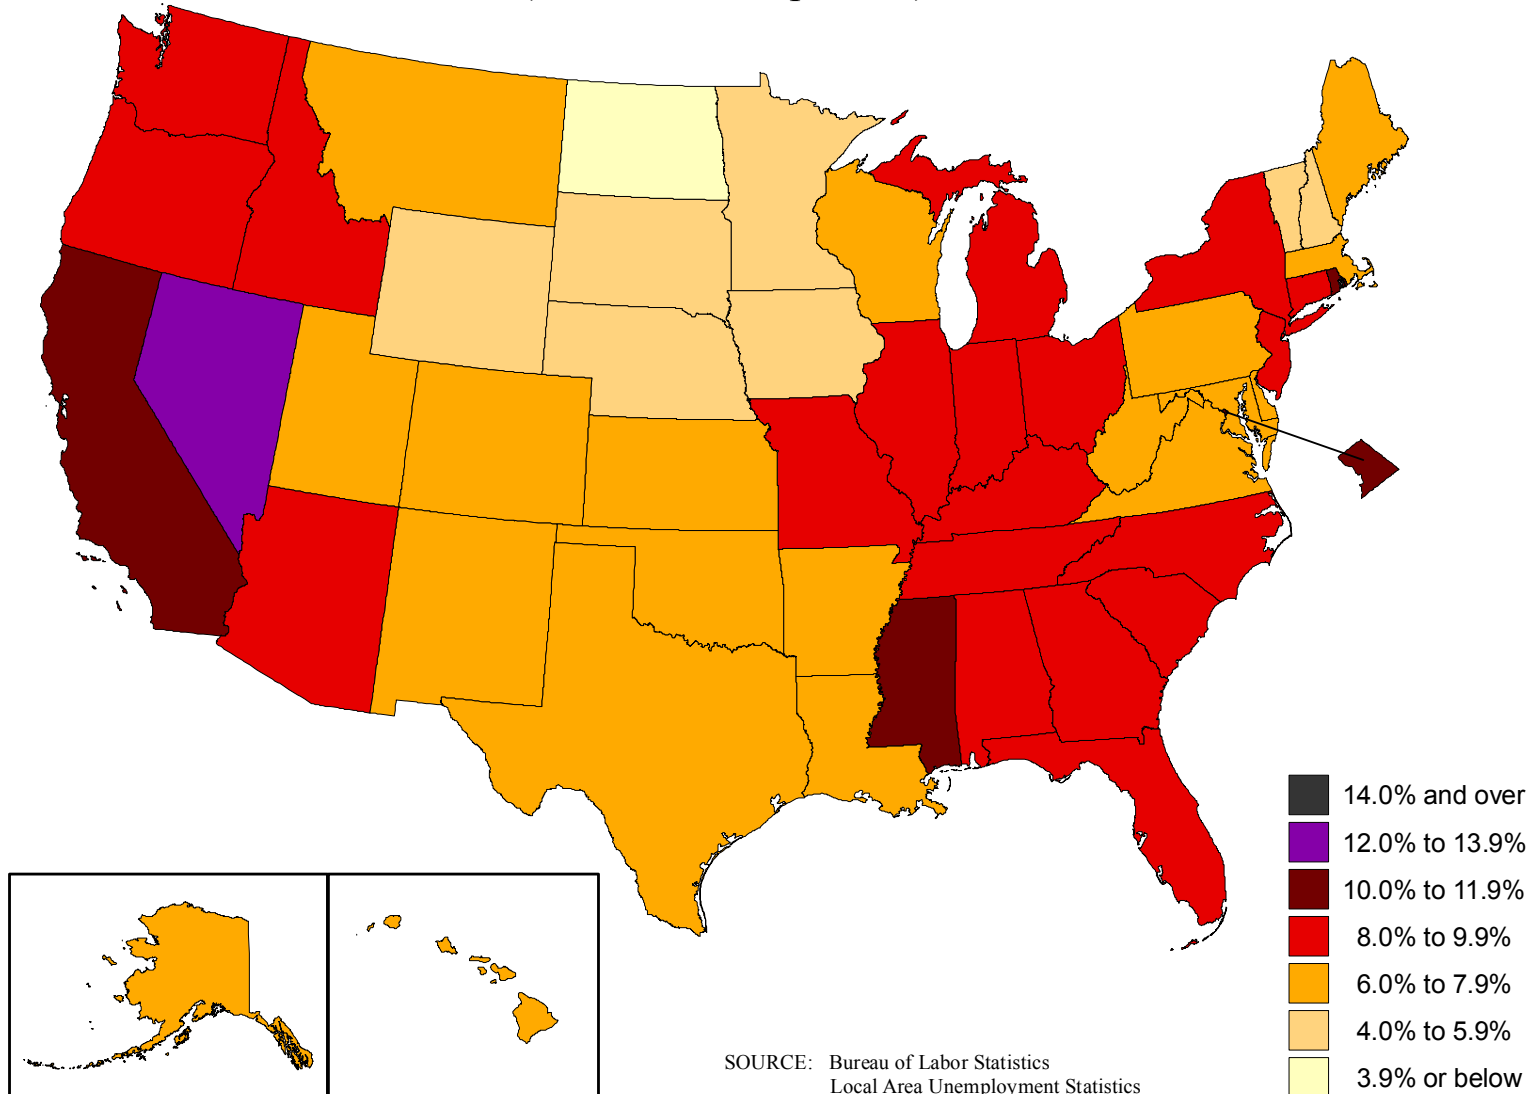 14.0% and over
12.0% to 13.9%
10.0% to 11.9%
8.0% to 9.9%
6.0% to 7.9%
4.0% to 5.9%
3.9% or below
SOURCE: Bureau of Labor Statistics
Local Area Unemployment Statistics